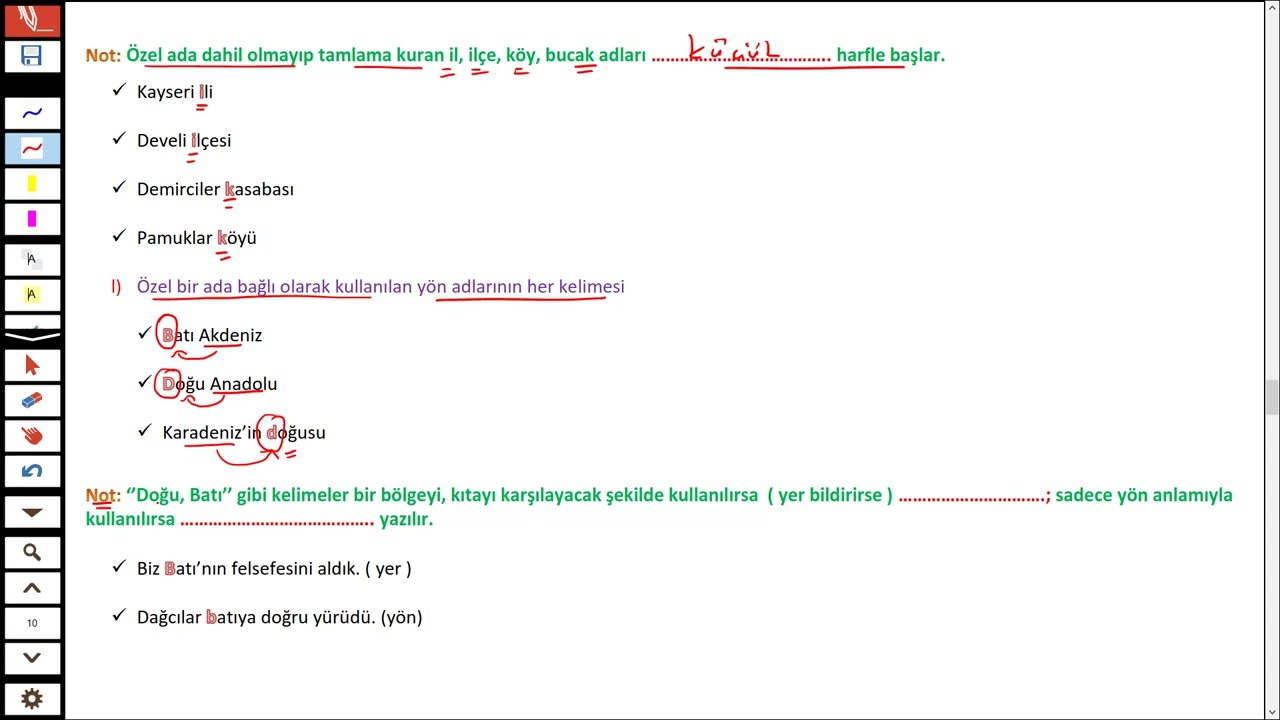 Not: Özel ada dahil olmayıp tamlama kuran il, ilçe, köy, bucak adları ...... küçük ...... harfle başlar.
✓ Kayseri ili
✓ Develi ilçesi
✓ Demirciler kasabası
✓ Pamuklar köyü
l) Özel bir ada bağlı olarak kullanılan yön adlarının her kelimesi
✓ Batı Akdeniz
✓ Doğu Anadolu
✓ Karadeniz’in doğusu
Not: ‘’Doğu, Batı’’ gibi kelimeler bir bölgeyi, kıtayı karşılayacak şekilde kullanılırsa ( yer bildirirse ) ………………………….; sadece yön anlamıyla
kullanılırsa ………………………………….. yazılır.
✓ Biz Batı’nın felsefesini aldık. ( yer )
✓ Dağcılar batıya doğru yürüdü. (yön)
A
A
10